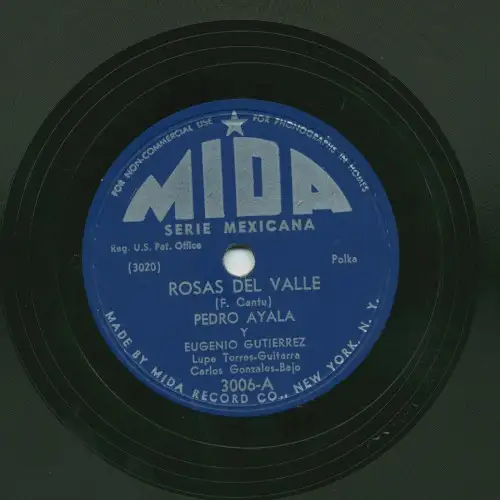 FOR NON-COMMERCIAL USE ★ FOR PHONOGRAPHS IN HOMES
MIDA
SERIE MEXICANA
Reg. U.S. Pat. Office
(3020) Polka
ROSAS DEL VALLE
(F. Cantu)
PEDRO AYALA
Y
EUGENIO GUTIERREZ
Lupe Torres-Guitarra
Carlos Gonzales-Bajo
3006-A
MADE BY MIDA RECORD CO., NEW YORK, N. Y.